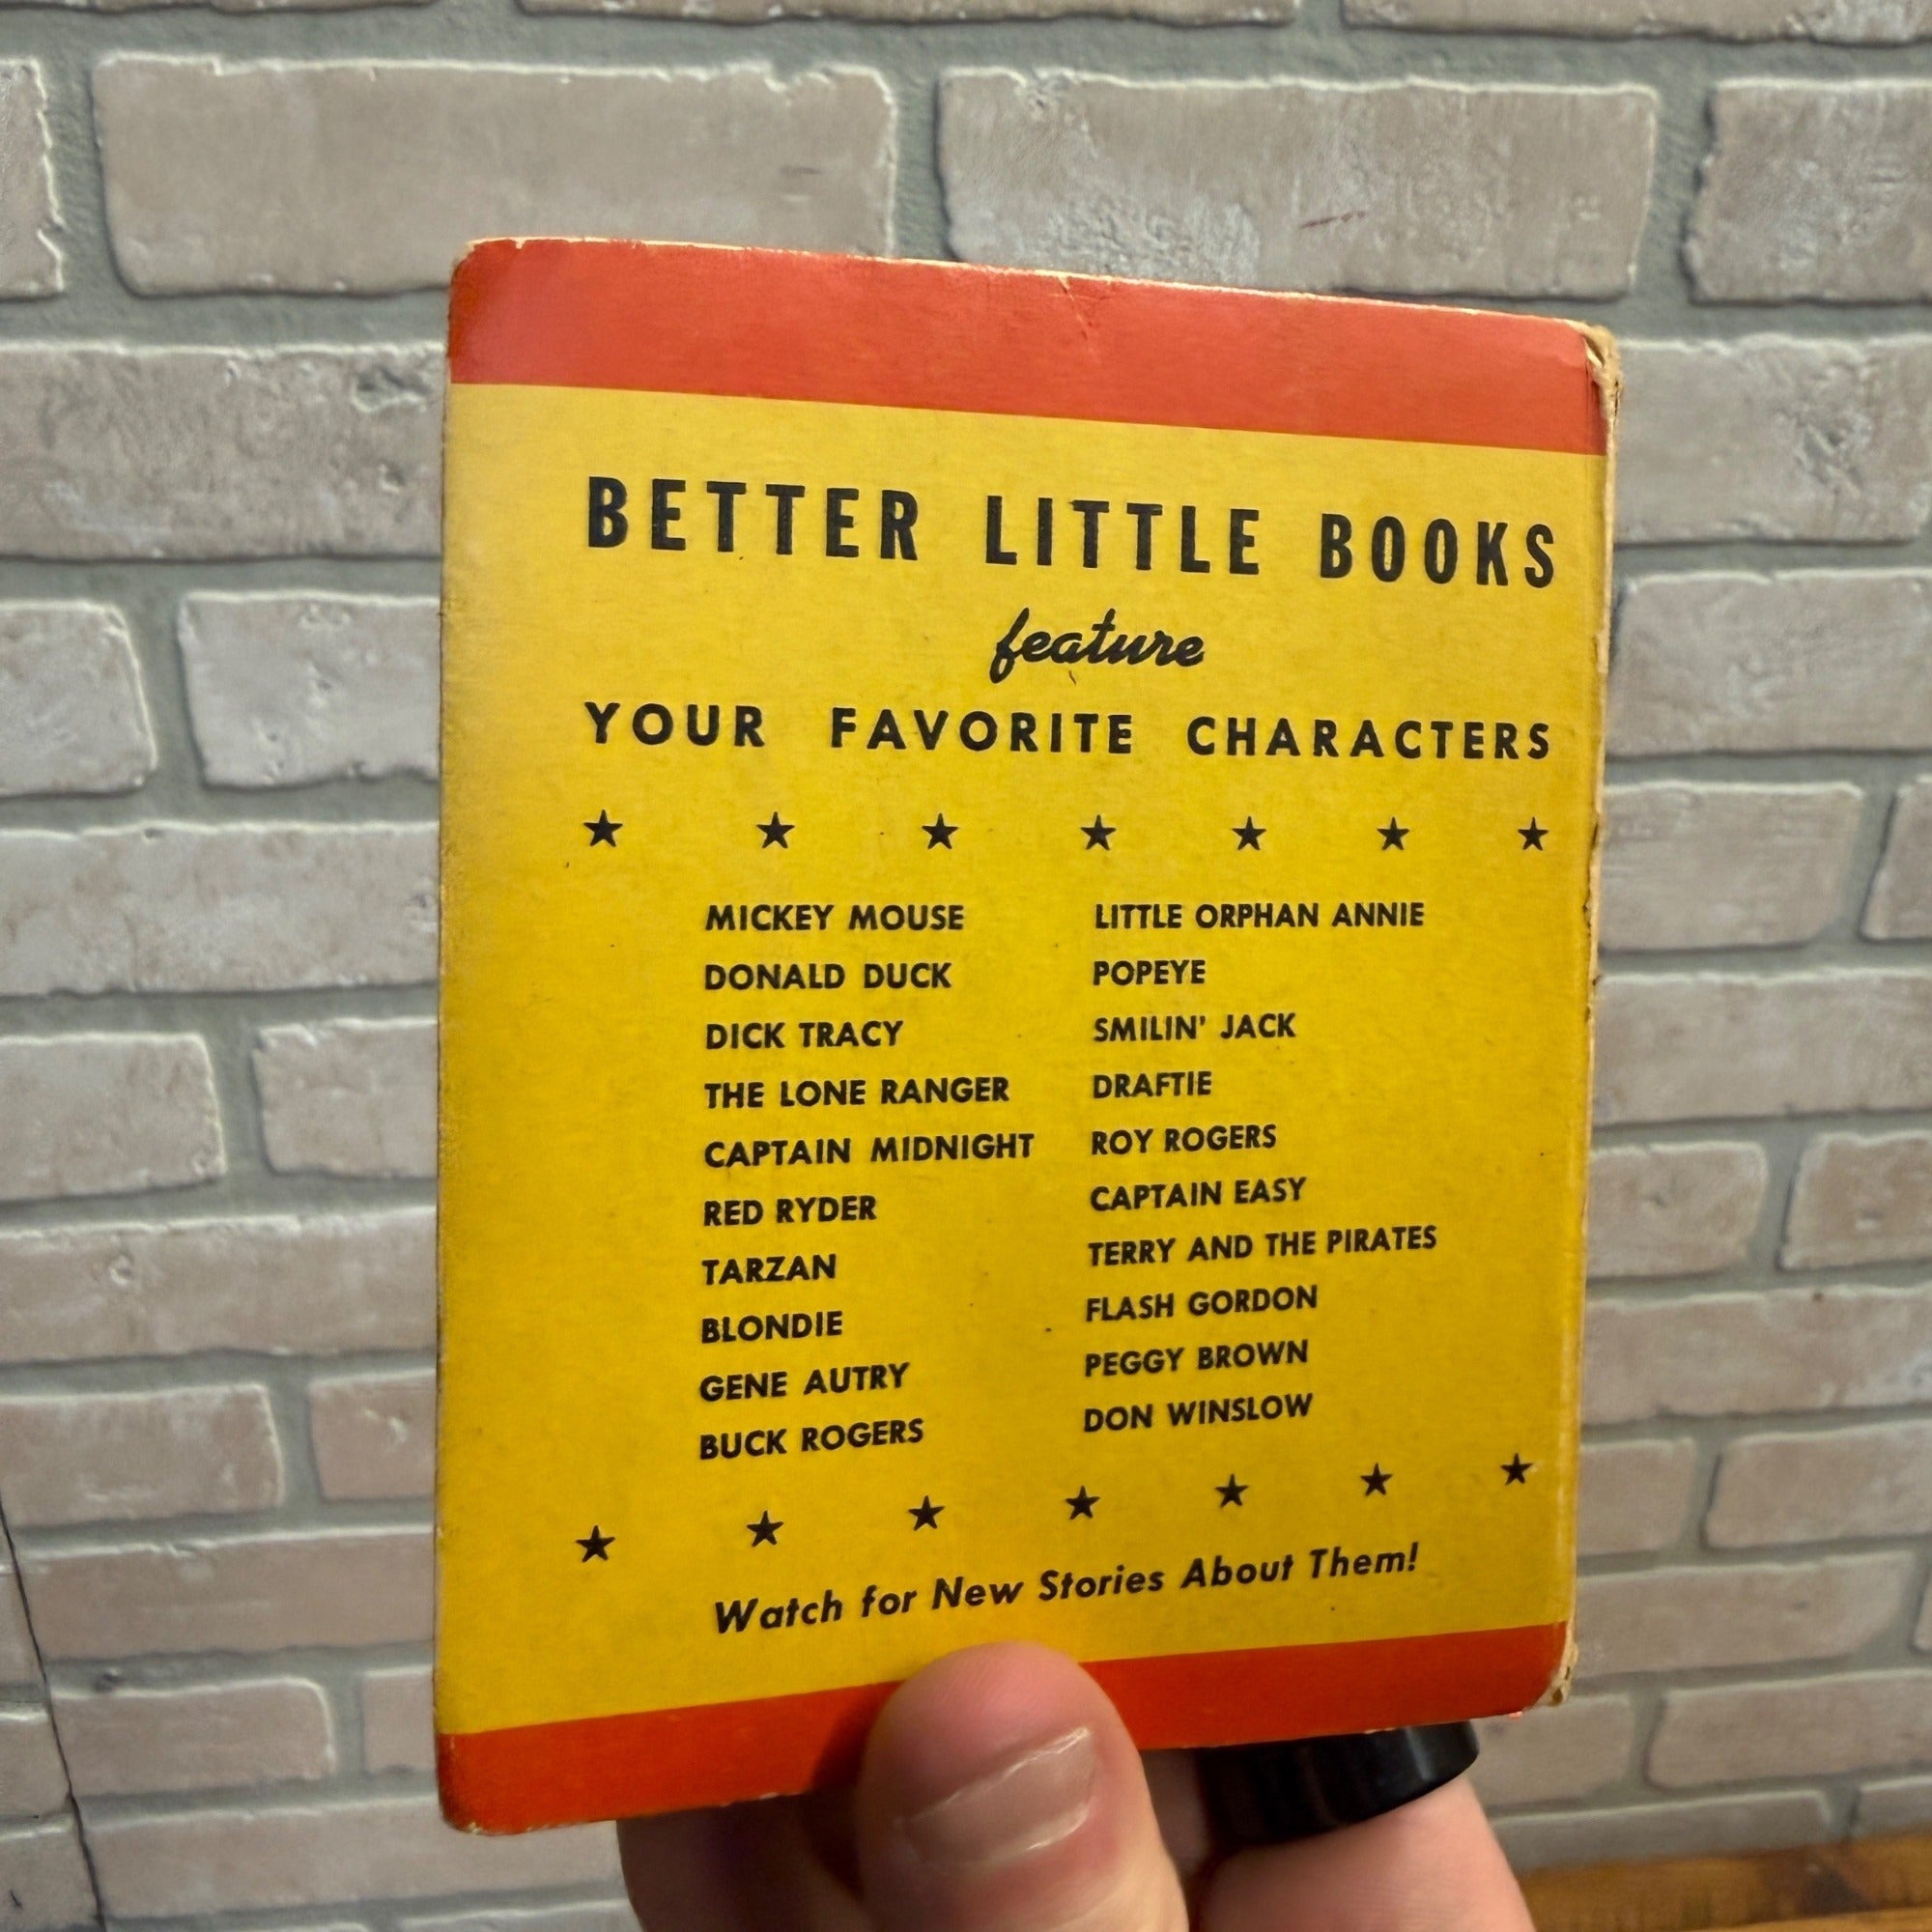 BETTER LITTLE BOOKS
feature
YOUR FAVORITE CHARACTERS
MICKEY MOUSE
DONALD DUCK
DICK TRACY
THE LONE RANGER
CAPTAIN MIDNIGHT
RED RYDER
TARZAN
BLONDIE
GENE AUTRY
BUCK ROGERS
LITTLE ORPHAN ANNIE
POPEYE
SMILIN' JACK
DRAFTIE
ROY ROGERS
CAPTAIN EASY
TERRY AND THE PIRATES
FLASH GORDON
PEGGY BROWN
DON WINSLOW
Watch for New Stories About Them!